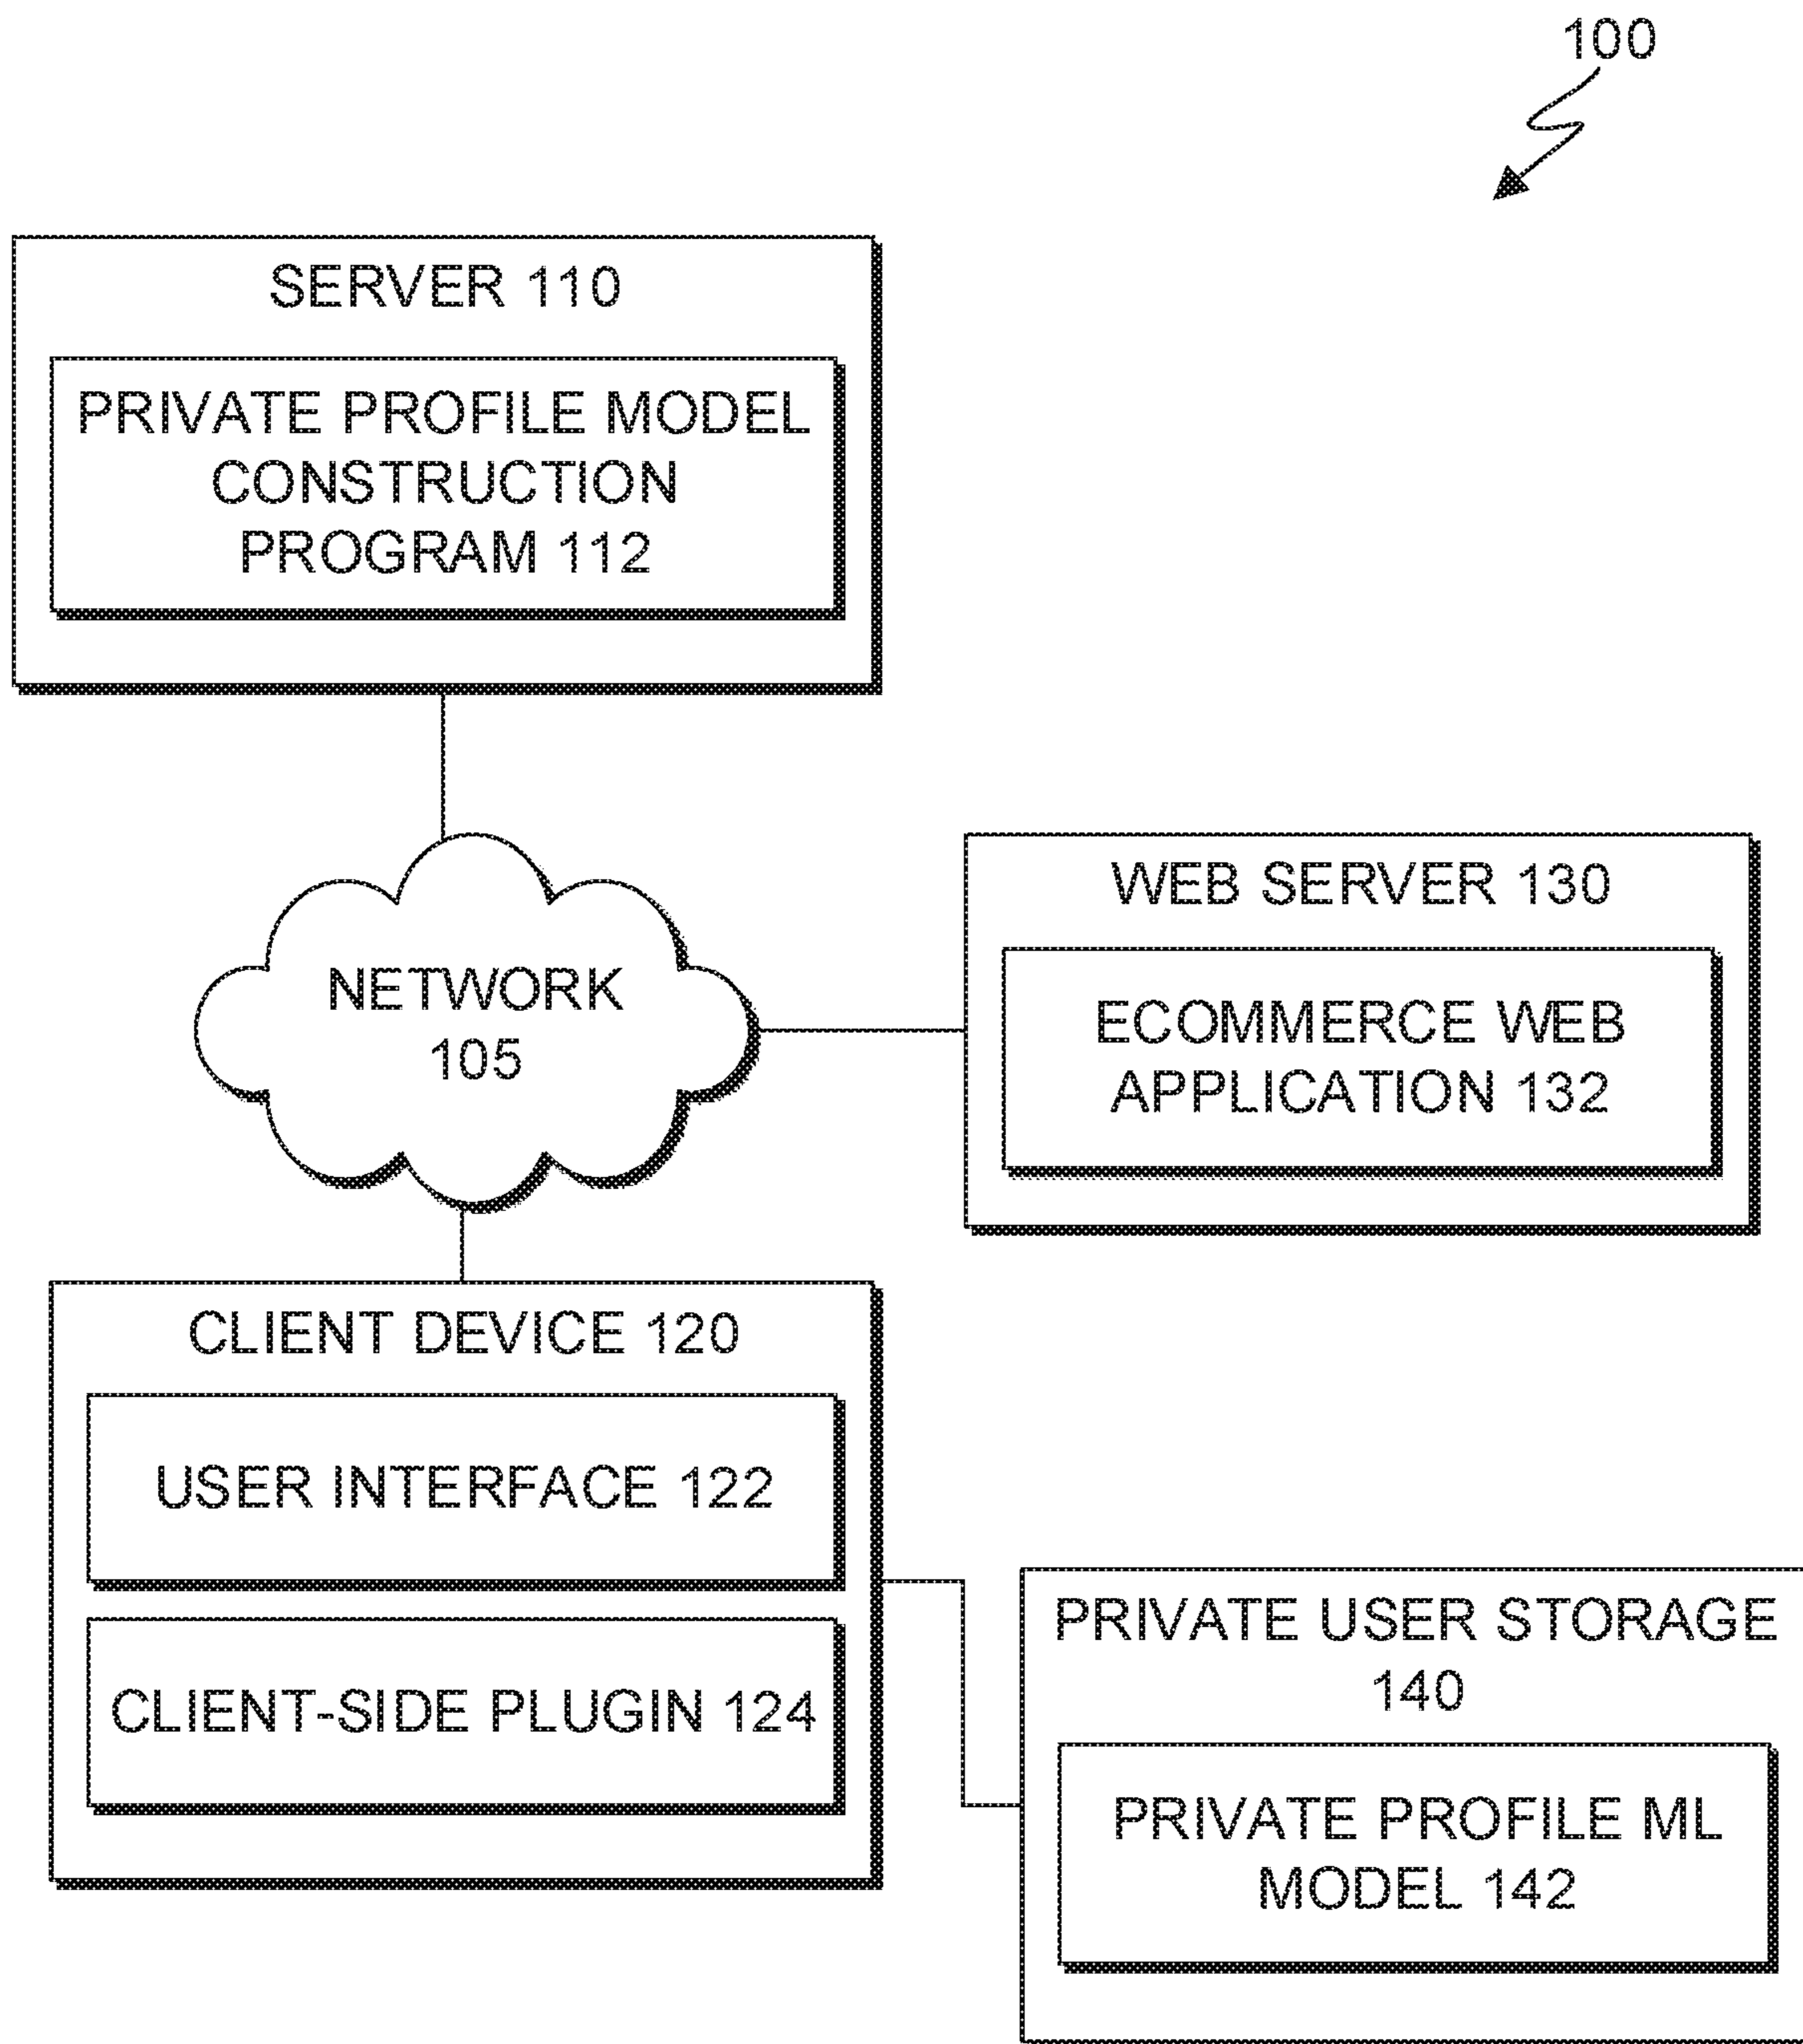 100
SERVER 110
PRIVATE PROFILE MODEL
CONSTRUCTION
PROGRAM 112
NETWORK
105
WEB SERVER 130
ECOMMERCE WEB
APPLICATION 132
CLIENT DEVICE 120
USER INTERFACE 122
CLIENT-SIDE PLUGIN 124
PRIVATE USER STORAGE
140
PRIVATE PROFILE ML
MODEL 142